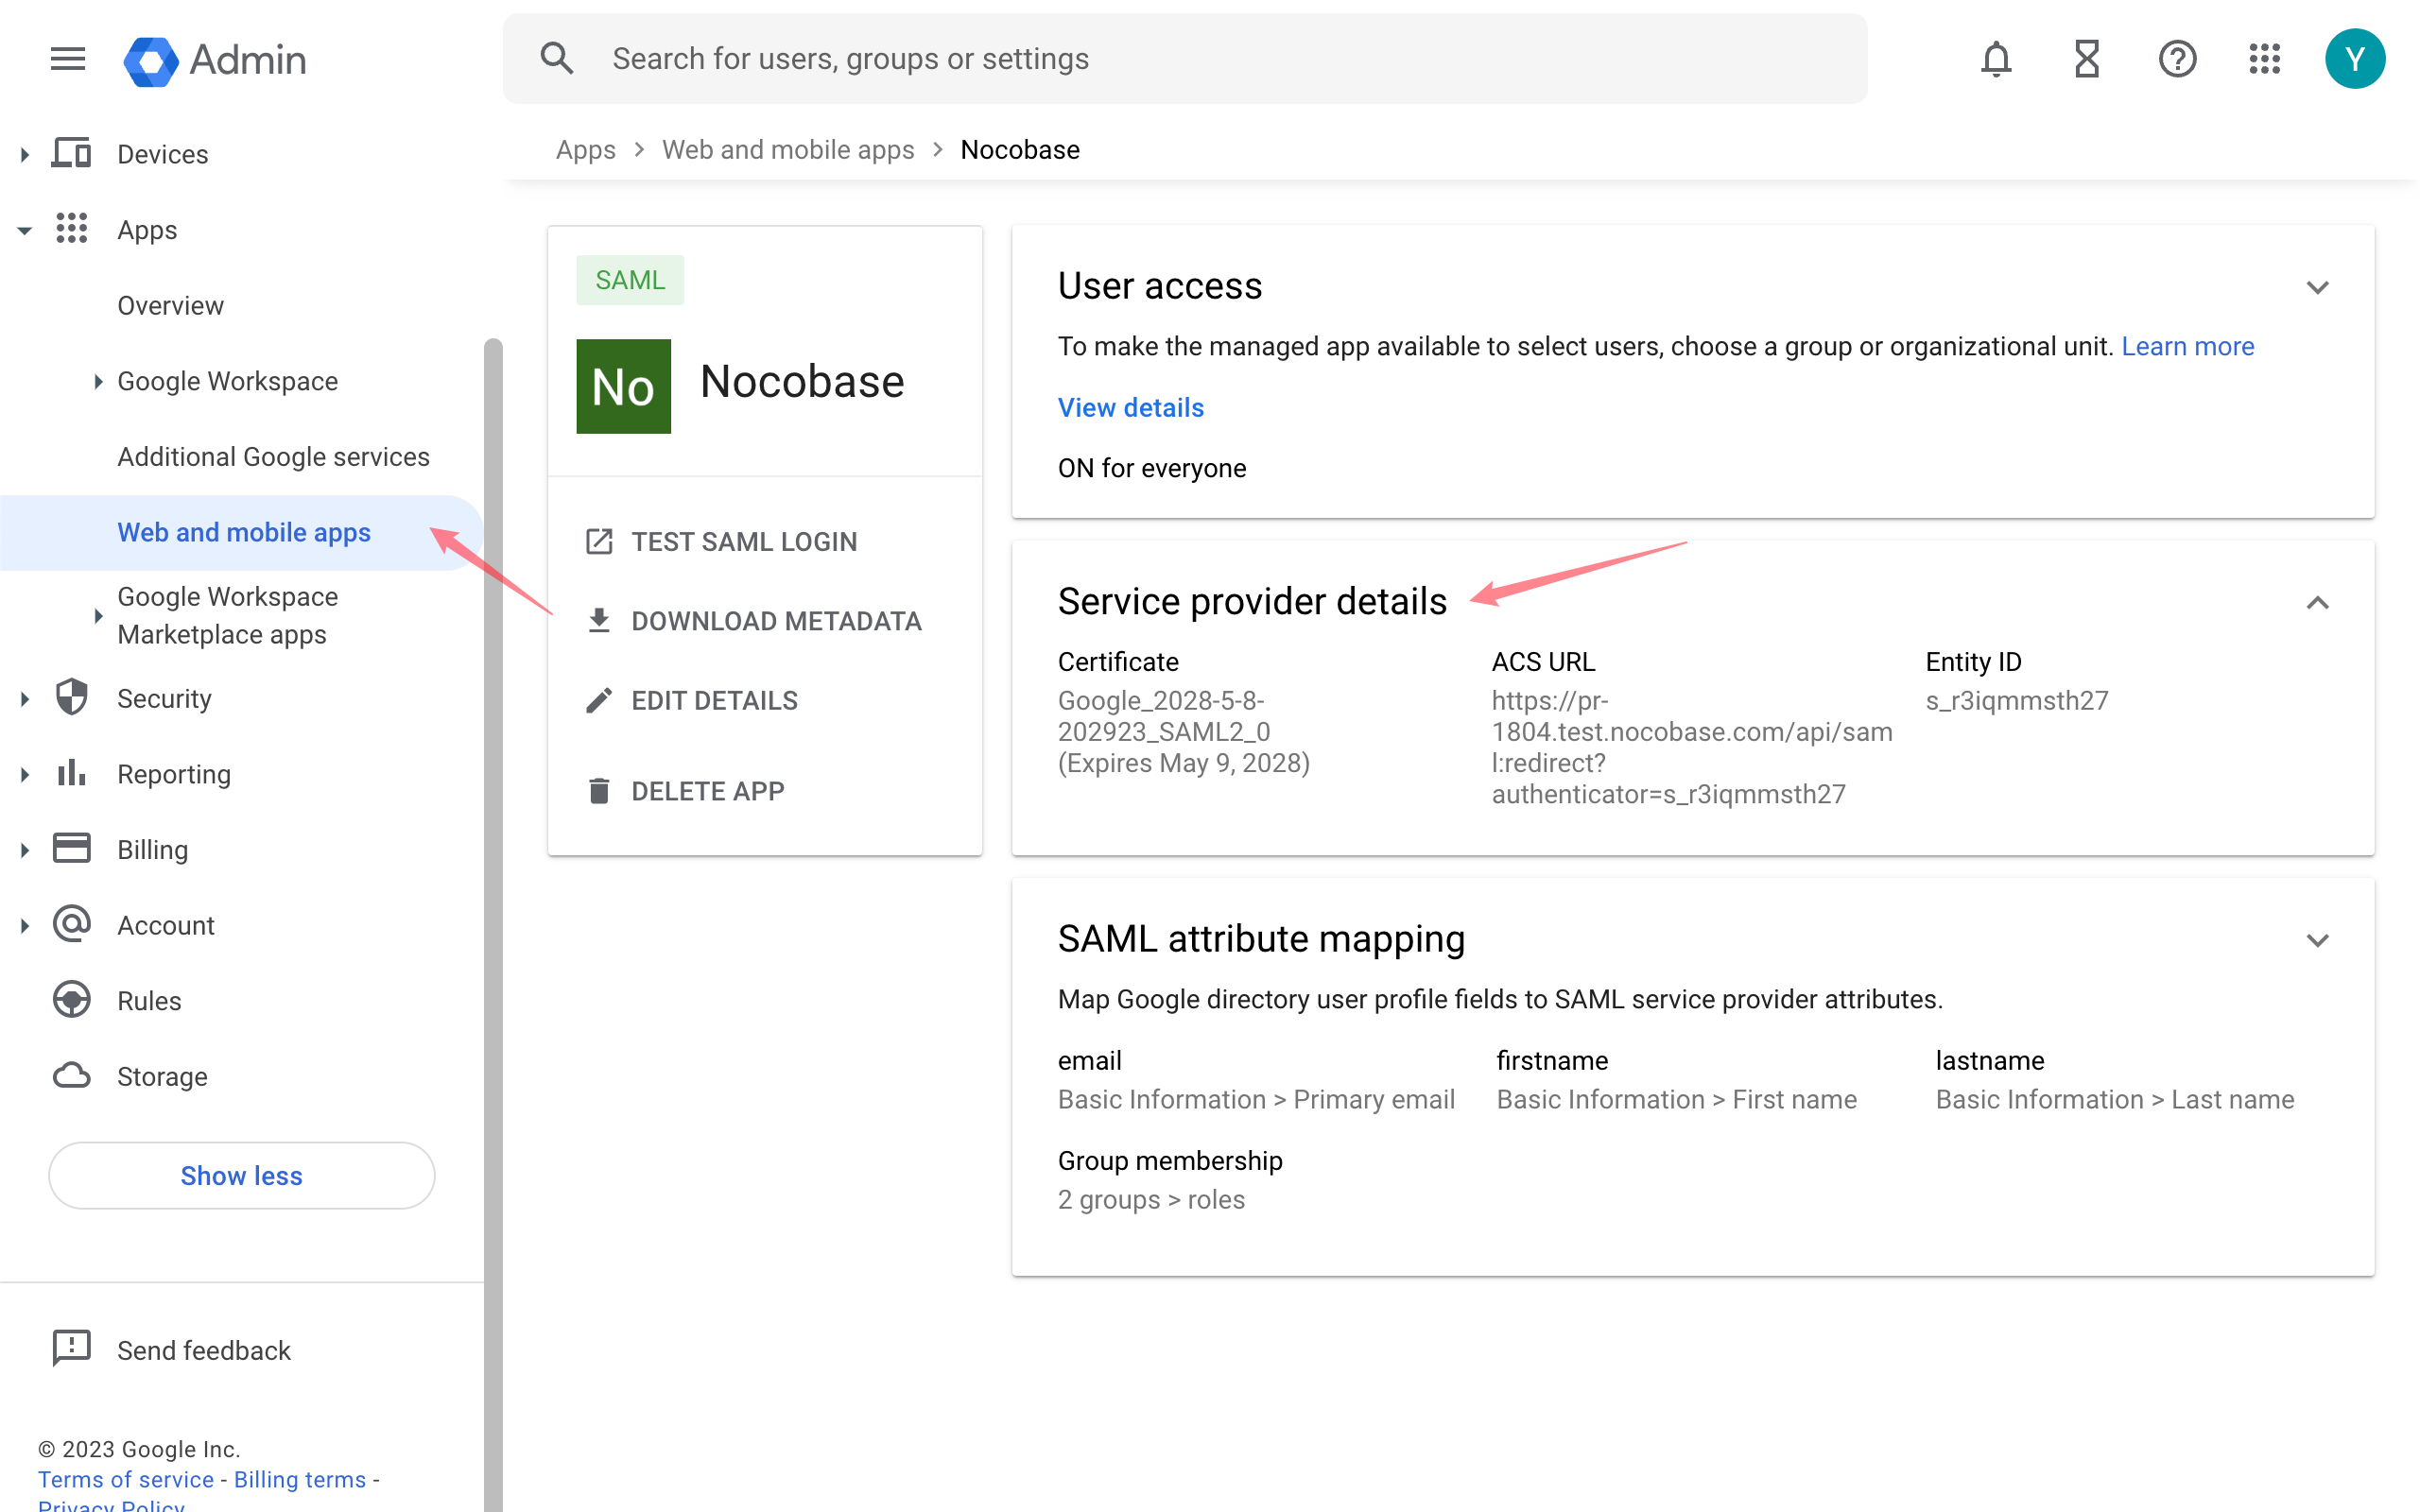 Admin
Search for users, groups or settings
Y
Devices
Apps
Overview
Google Workspace
Additional Google services
Web and mobile apps
Google Workspace
Marketplace apps
Security
Reporting
Billing
Account
Rules
Storage
Show less
Send feedback
© 2023 Google Inc.
Terms of service - Billing terms -
Privacy Policy
Apps > Web and mobile apps > Nocobase
SAML
No
Nocobase
TEST SAML LOGIN
DOWNLOAD METADATA
EDIT DETAILS
DELETE APP
User access
To make the managed app available to select users, choose a group or organizational unit. Learn more
View details
ON for everyone
Service provider details
Certificate
Google_2028-5-8-
202923_SAML2_0
(Expires May 9, 2028)
ACS URL
https://pr-
1804.test.nocobase.com/api/sam
l:redirect?
authenticator=s_r3iqmmsth27
Entity ID
s_r3iqmmsth27
SAML attribute mapping
Map Google directory user profile fields to SAML service provider attributes.
email
Basic Information > Primary email
firstname
Basic Information > First name
lastname
Basic Information > Last name
Group membership
2 groups > roles